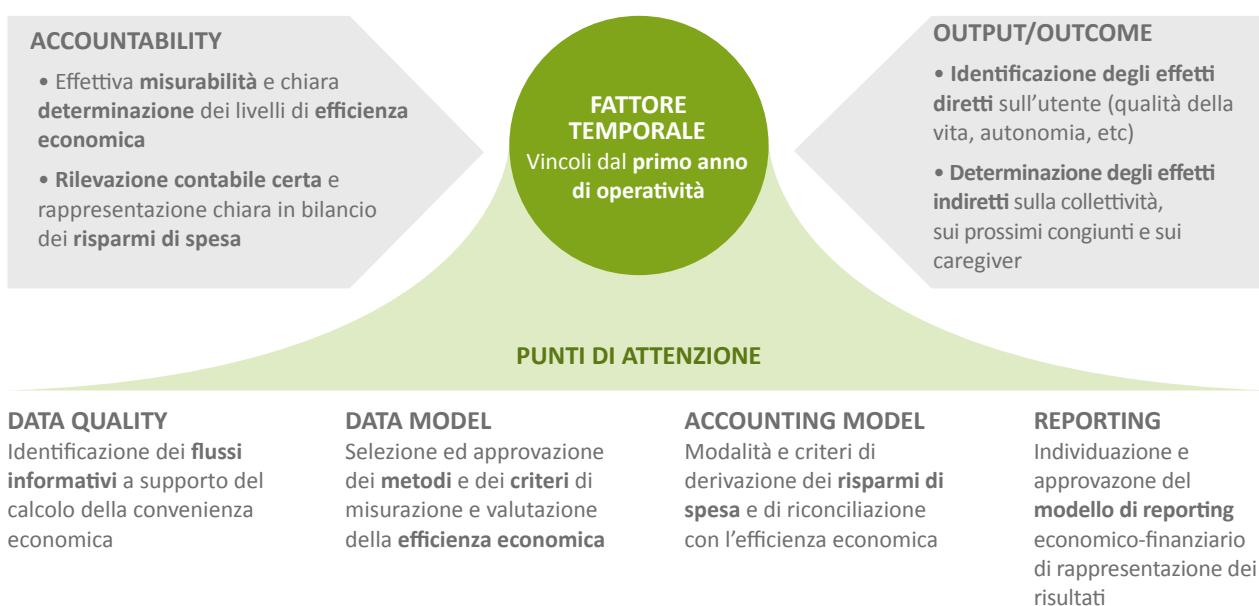 ACCOUNTABILITY
• Effettiva misurabilità e chiara
determinazione dei livelli di efficienza
economica
• Rilevazione contabile certa e
rappresentazione chiara in bilancio
dei risparmi di spesa
FATTORE
TEMPORALE
Vincoli dal primo anno
di operatività
OUTPUT/OUTCOME
• Identificazione degli effetti
diretti sull'utente (qualità della
vita, autonomia, etc)
• Determinazione degli effetti
indiretti sulla collettività,
sui prossimi congiunti e sui
caregiver
PUNTI DI ATTENZIONE
DATA QUALITY
Identificazione dei flussi
informativi a supporto del
calcolo della convenienza
economica
DATA MODEL
Selezione ed approvazione
dei metodi e dei criteri di
misurazione e valutazione
della efficienza economica
ACCOUNTING MODEL
Modalità e criteri di
derivazione dei risparmi di
spesa e di riconciliazione
con l'efficienza economica
REPORTING
Individuazione e
approvazone del
modello di reporting
economico-finanziario
di rappresentazione dei
risultati